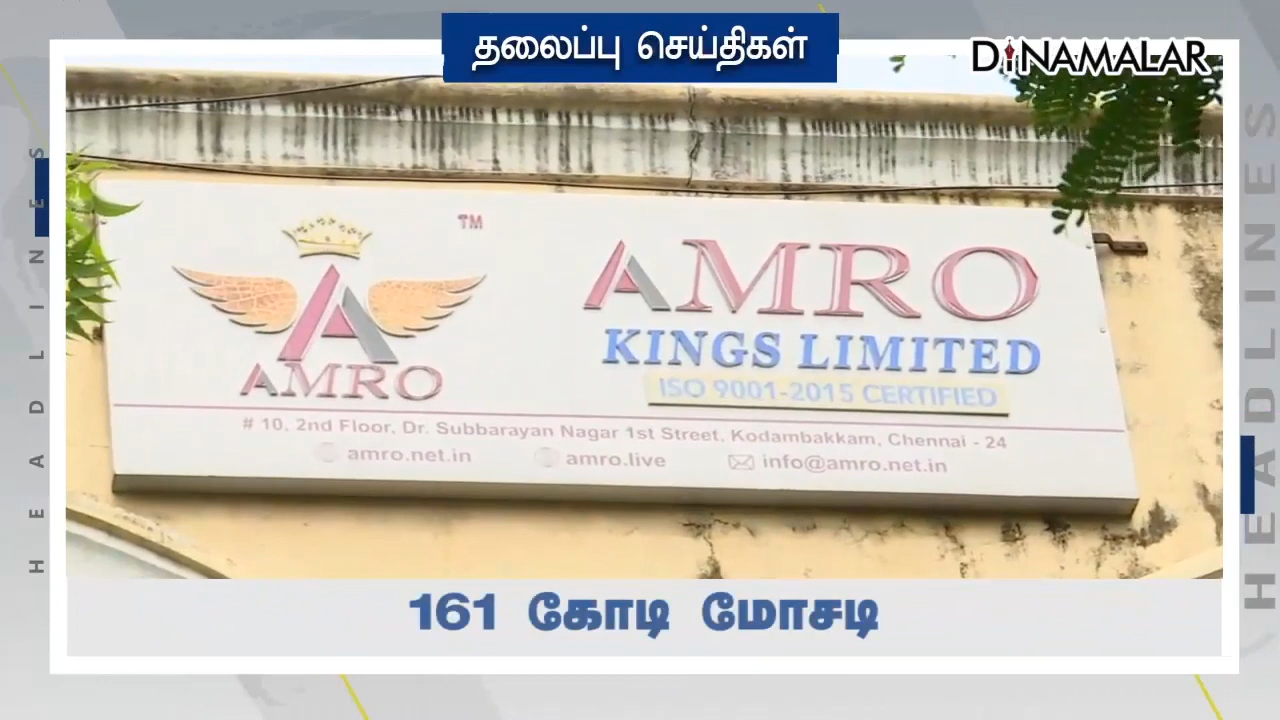 தலைப்பு செய்திகள்
DINAMALAR
TM
AMRO
AMRO
KINGS LIMITED
ISO 9001-2015 CERTIFIED
# 10, 2nd Floor, Dr. Subbarayan Nagar 1st Street, Kodambakkam, Chennai - 24
amro.net.in amro.live info@amro.net.in
161 கோடி மோசடி
HEADLINES
HEADLINES